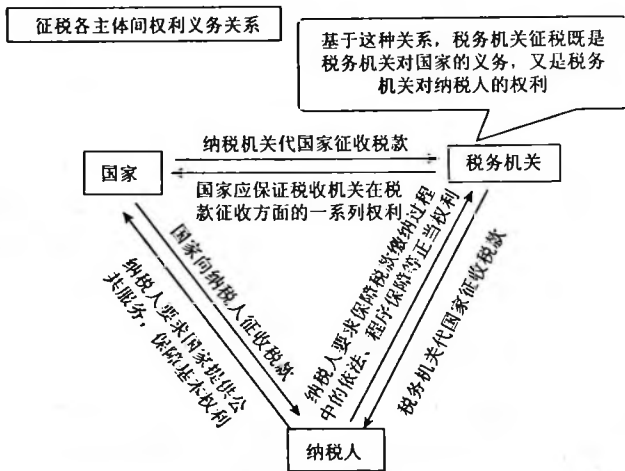 征税各主体间权利义务关系
基于这种关系，税务机关征税既是
税务机关对国家的义务，又是税务
机关对纳税人的权利
纳税机关代国家征收税款
国家
税务机关
国家应保证税收机关在税
款征收方面的一系列权利
国家向纳税人征收税款
纳税人要求国家提供公
共服务，保障基本权利
纳税人要求保障税款缴纳过程
中的依法、程序保障等正当权利
税务机关代国家征收税款
纳税人